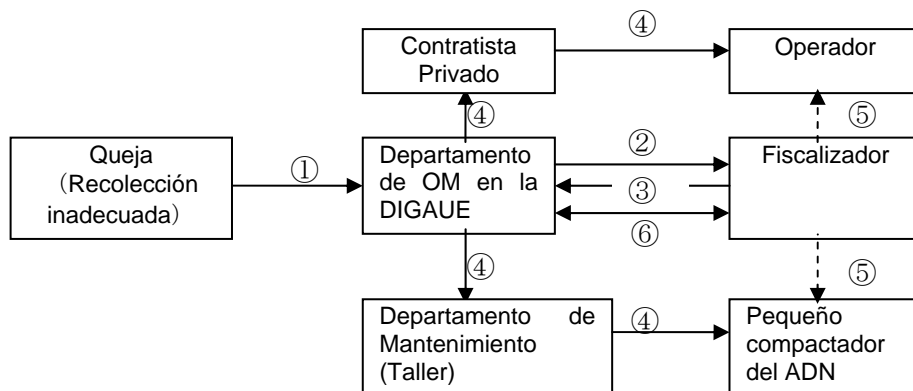 ④
Contratista
Privado
Operador
④
⑤
Queja
（Recolección
inadecuada）
①
Departamento
de OM en la
DIGAUE
②
③
⑥
Fiscalizador
④
⑤
Departamento de
Mantenimiento
(Taller)
④
Pequeño
compactador
del ADN